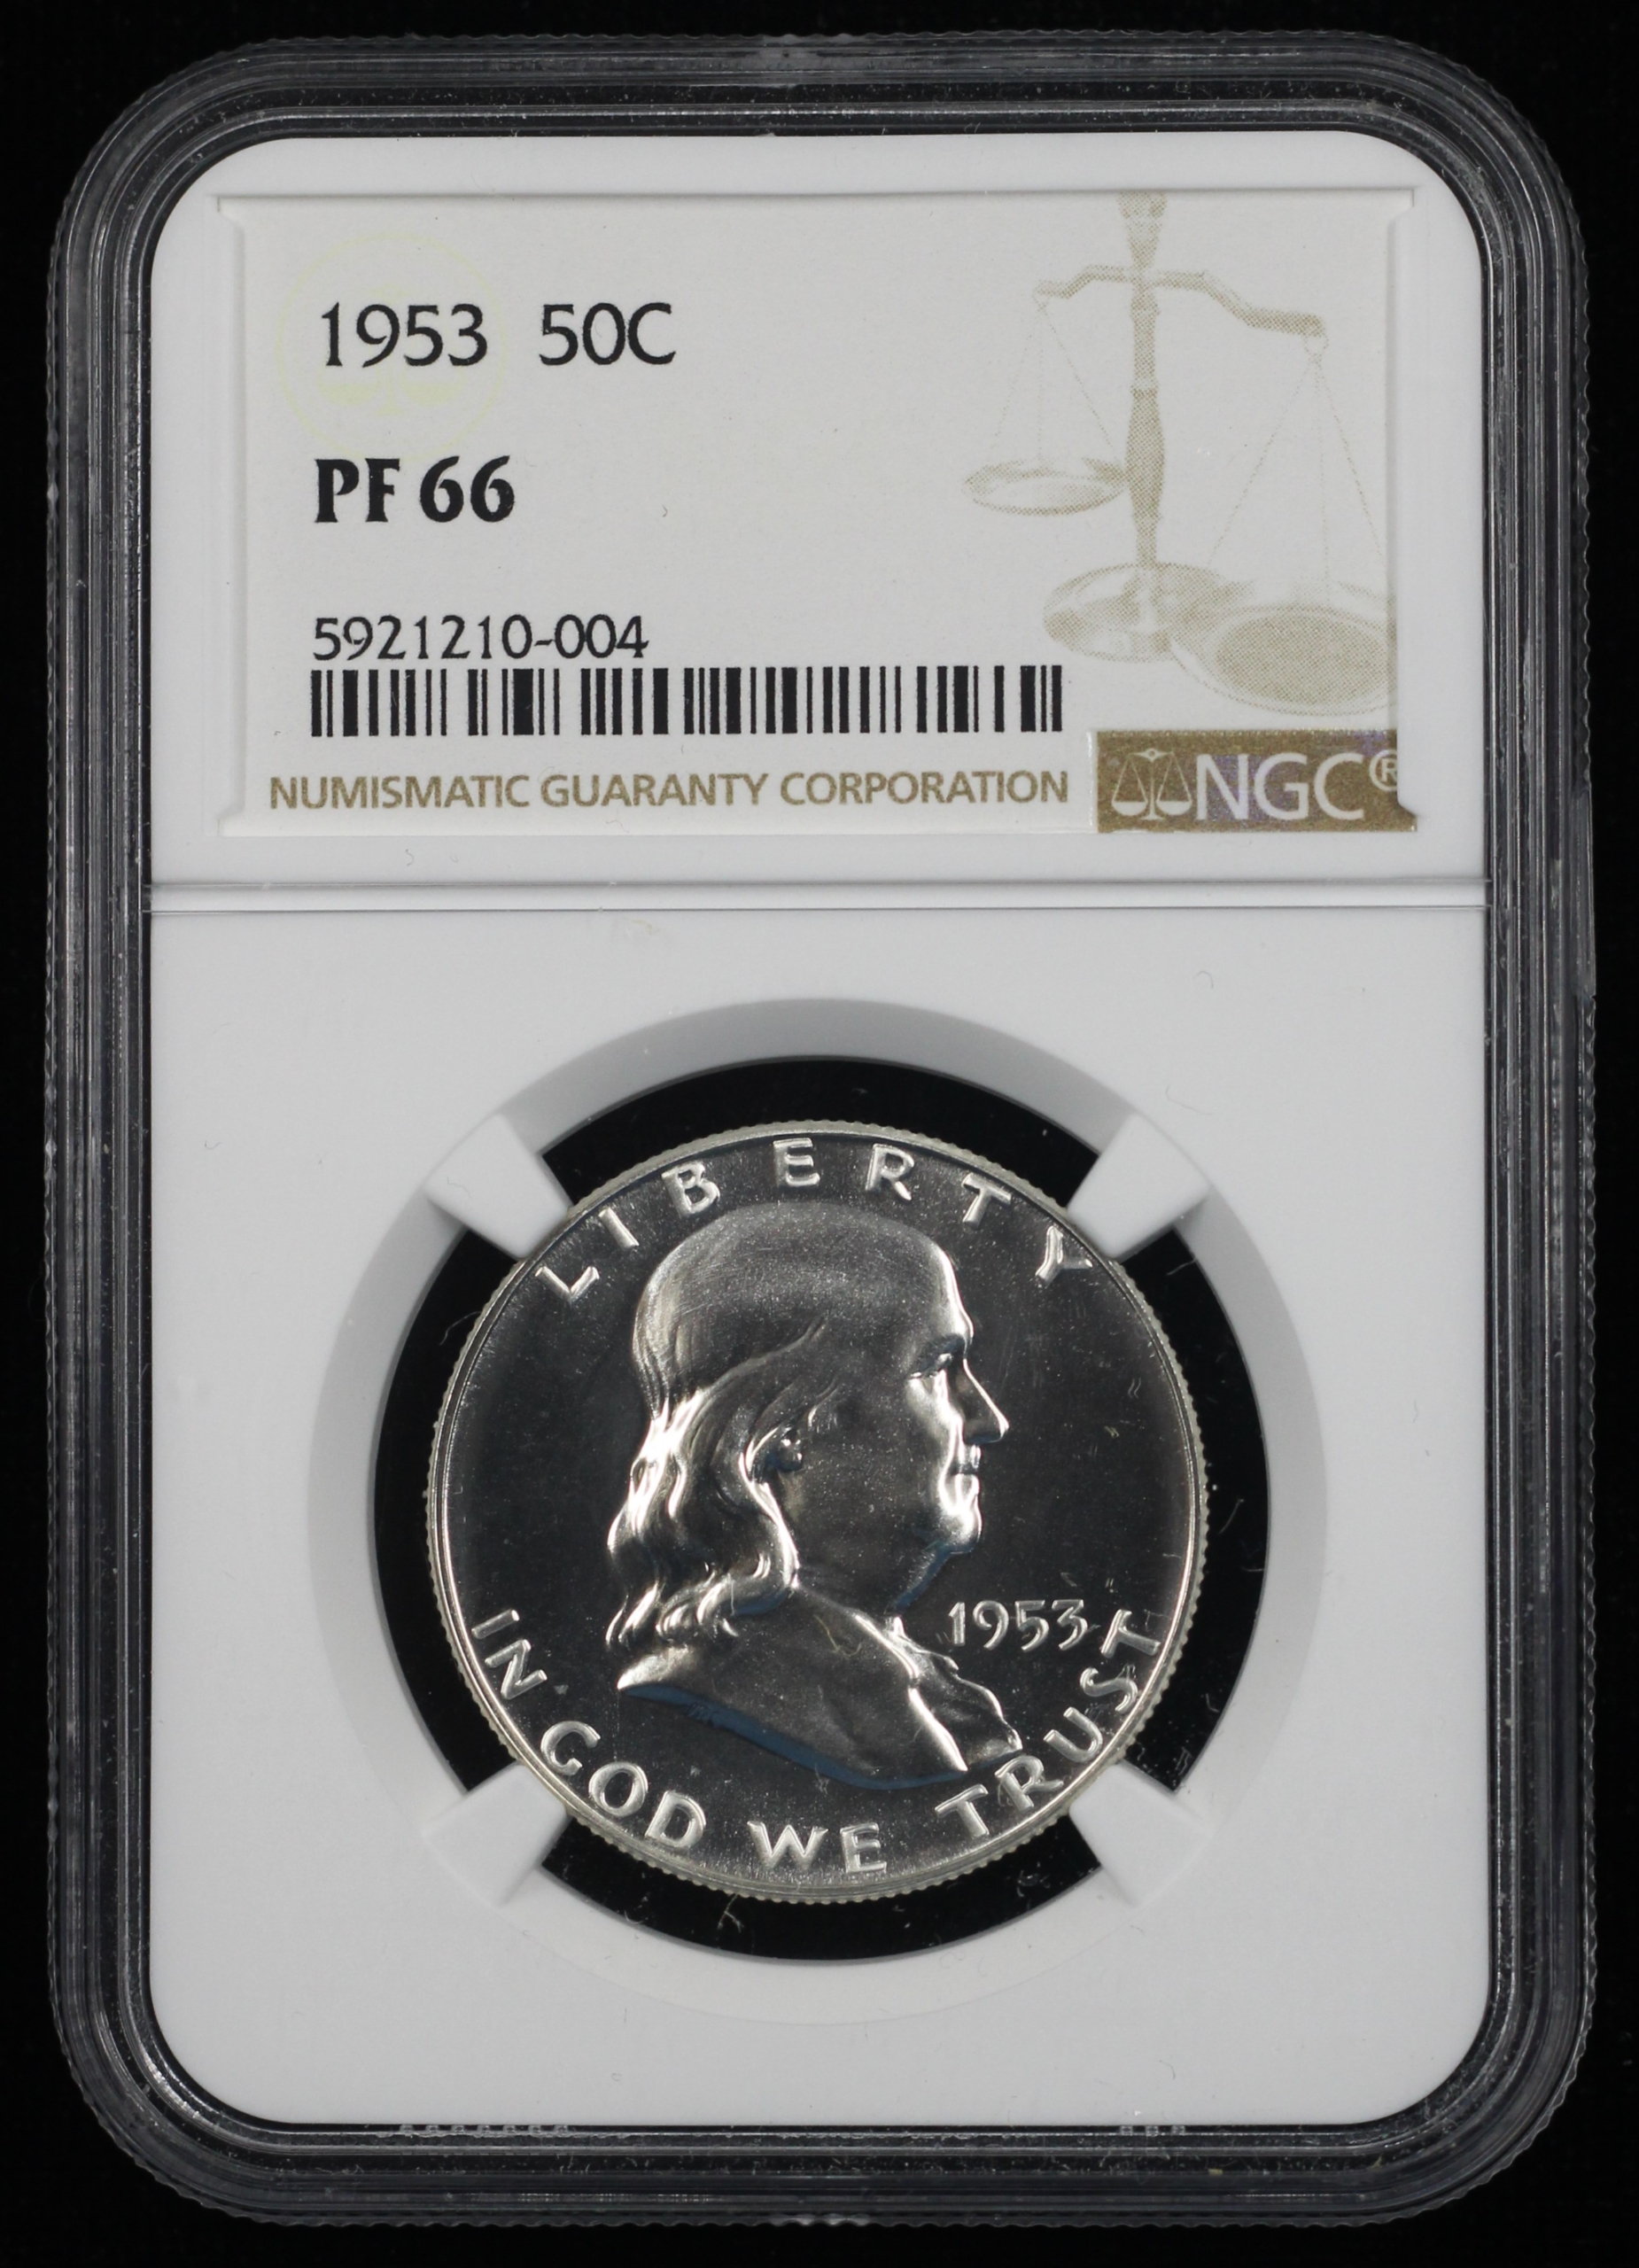 1953 50C
PF 66
5921210-004
NUMISMATIC GUARANTY CORPORATION NGC®
LIBERTY
1953
IN GOD WE TRUST